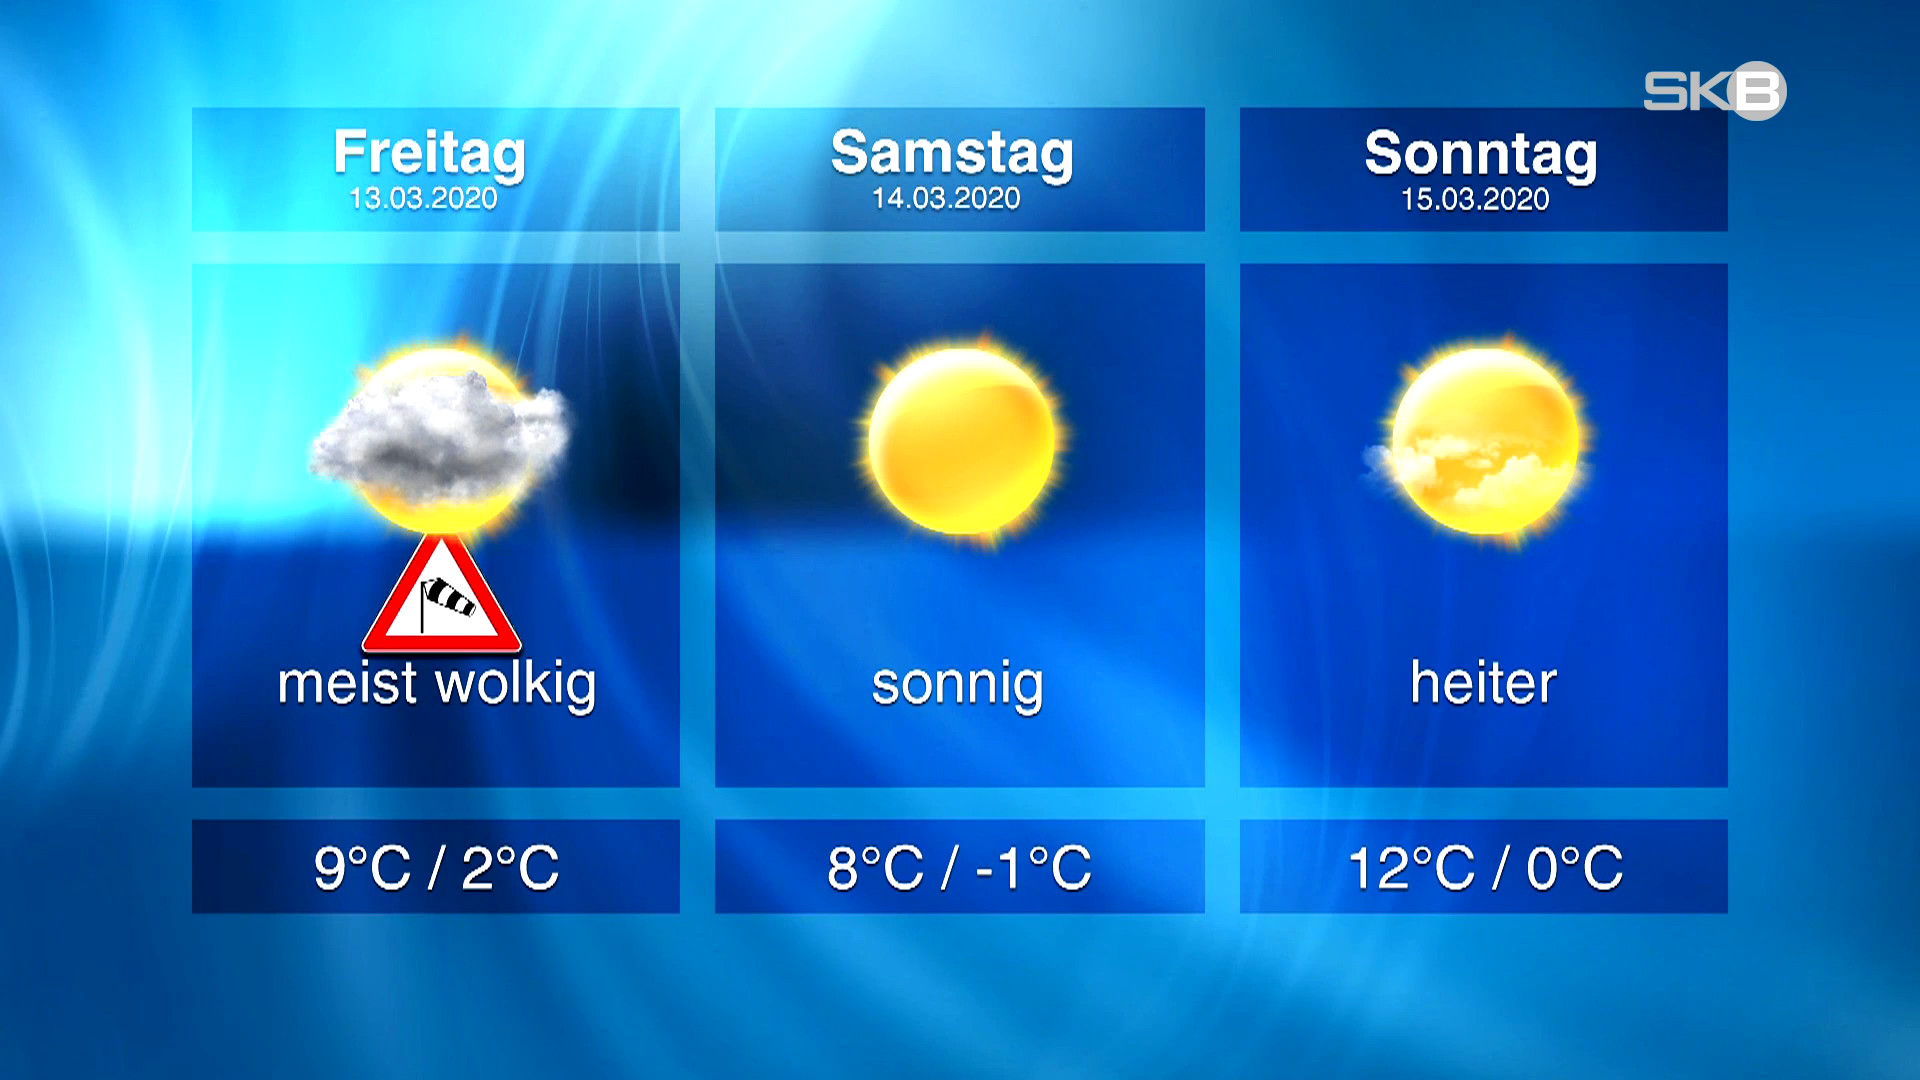 SKB
Freitag
13.03.2020
meist wolkig
9°C / 2°C
Samstag
14.03.2020
sonnig
8°C / -1°C
Sonntag
15.03.2020
heiter
12°C / 0°C